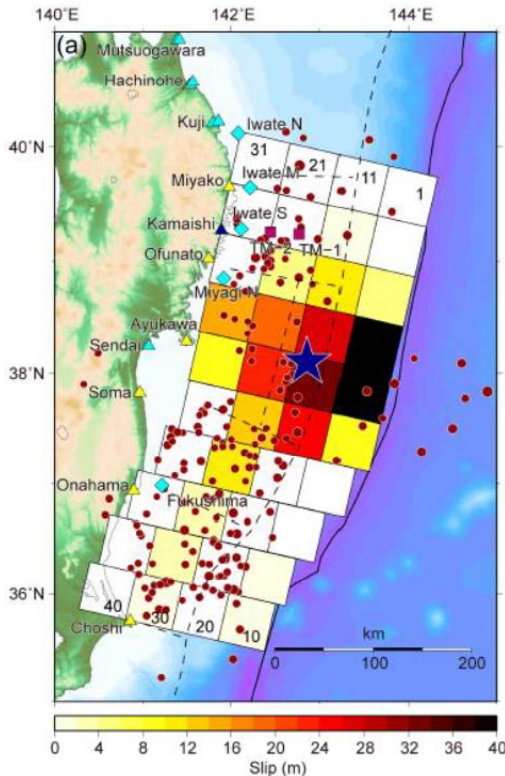 140˚E 142˚E 144˚E
(a)
Mutsuogawara
Hachinohe
Kuji
Iwate N
40˚N
31
21
11
1
Miyako
Iwate M
Kamaishi
Iwate S
TM-2 TM-1
Ofunato
Miyagi N
Ayukawa
Sendai
38˚N
Soma
Onahama
Fukushima
36˚N
40
30
20
10
Choshi
km
0 100 200
0 4 8 12 16 20 24 28 32 36 40
Slip (m)